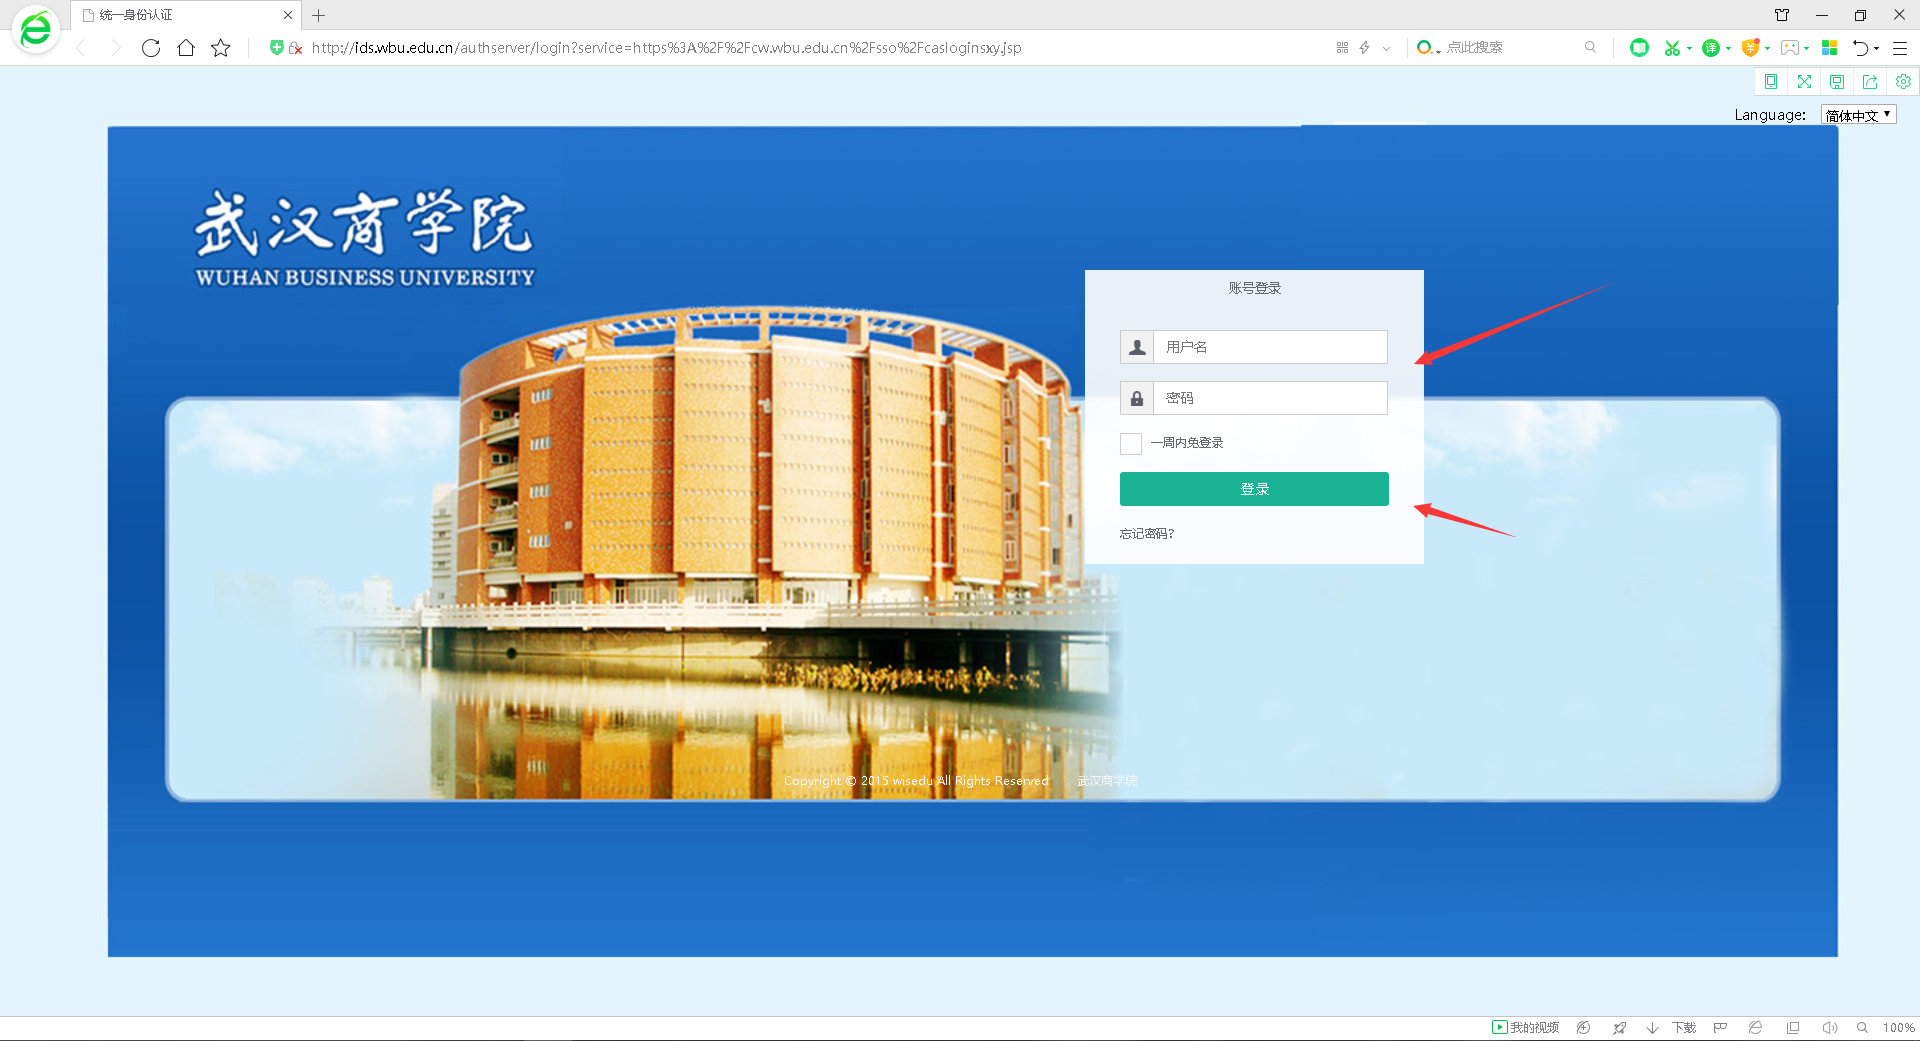 统一身份认证
http://ids.wbu.edu.cn/authserver/login?service=https%3A%2F%2Fcw.wbu.edu.cn%2Fsso%2Fcasloginsxy.jsp
点此搜索
译
Language: 简体中文
武汉商学院
WUHAN BUSINESS UNIVERSITY
账号登录
用户名
密码
一周内免登录
登录
忘记密码?
Copyright © 2015 wisedu All Rights Reserved 武汉商学院
我的视频 下载 100%